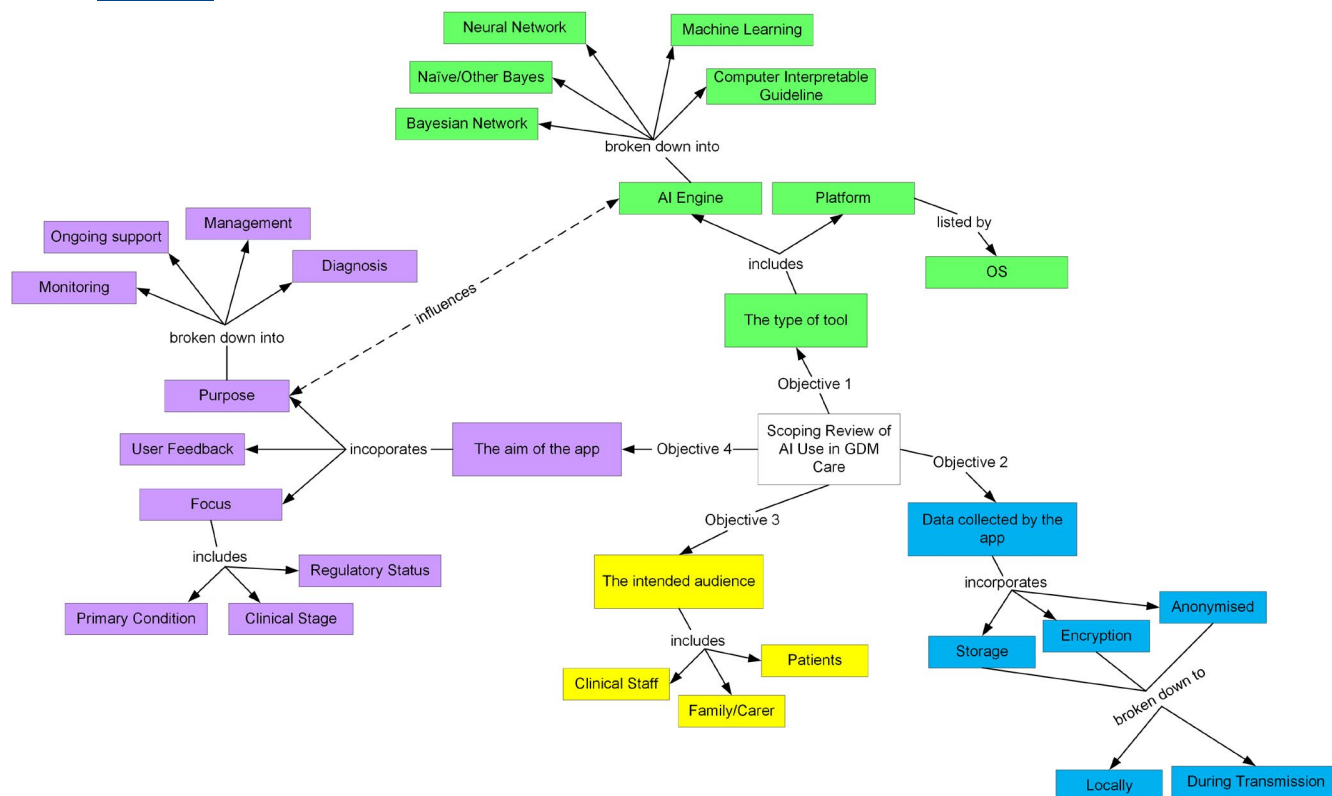 Neural Network
Machine Learning
Naïve/Other Bayes
Computer Interpretable
Guideline
Bayesian Network
broken down into
AI Engine
Platform
listed by
OS
includes
The type of tool
Objective 1
Management
Ongoing support
Diagnosis
Monitoring
broken down into
influences
Purpose
User Feedback
incoporates
The aim of the app
Objective 4
Scoping Review of
AI Use in GDM
Care
Focus
includes
Regulatory Status
Primary Condition
Clinical Stage
Objective 3
The intended audience
includes
Patients
Clinical Staff
Family/Carer
Objective 2
Data collected by the
app
incorporates
Anonymised
Encryption
Storage
broken down to
Locally
During Transmission